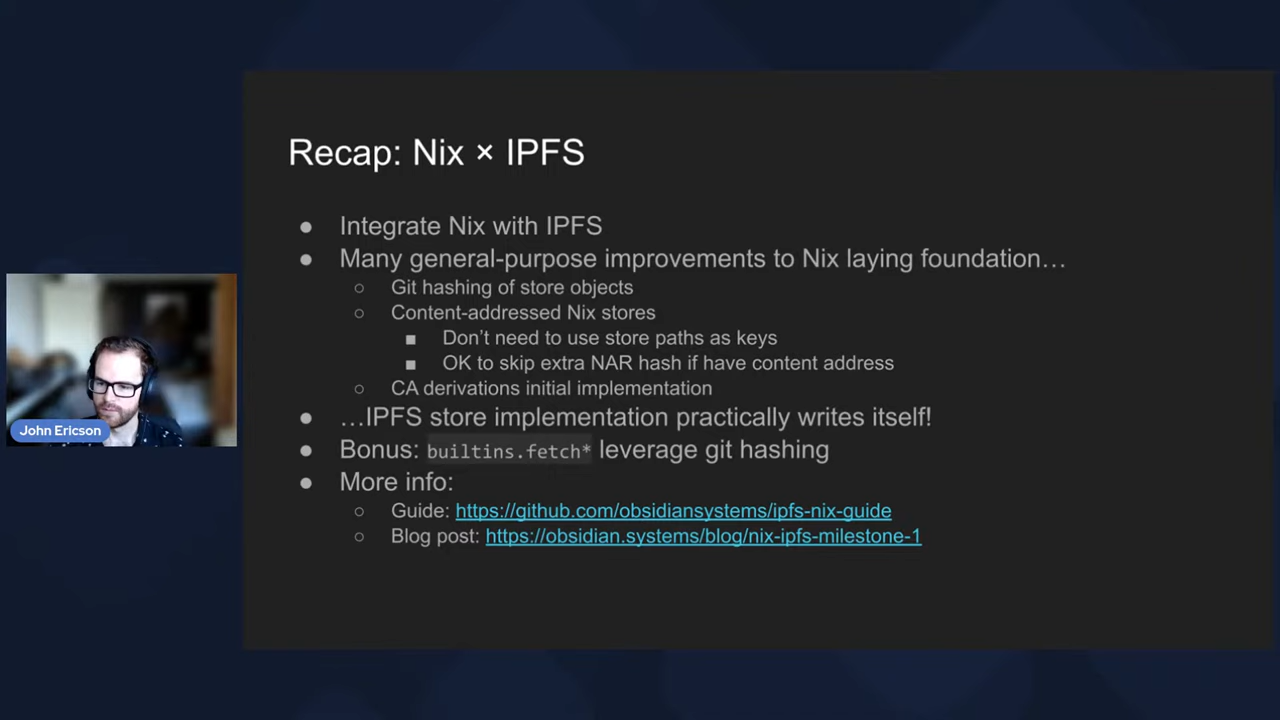 Recap: Nix × IPFS
● Integrate Nix with IPFS
● Many general-purpose improvements to Nix laying foundation…
○ Git hashing of store objects
○ Content-addressed Nix stores
■ Don’t need to use store paths as keys
■ OK to skip extra NAR hash if have content address
○ CA derivations initial implementation
● …IPFS store implementation practically writes itself!
● Bonus: builtins.fetch* leverage git hashing
● More info:
○ Guide: https://github.com/obsidiansystems/ipfs-nix-guide
○ Blog post: https://obsidian.systems/blog/nix-ipfs-milestone-1
John Ericson